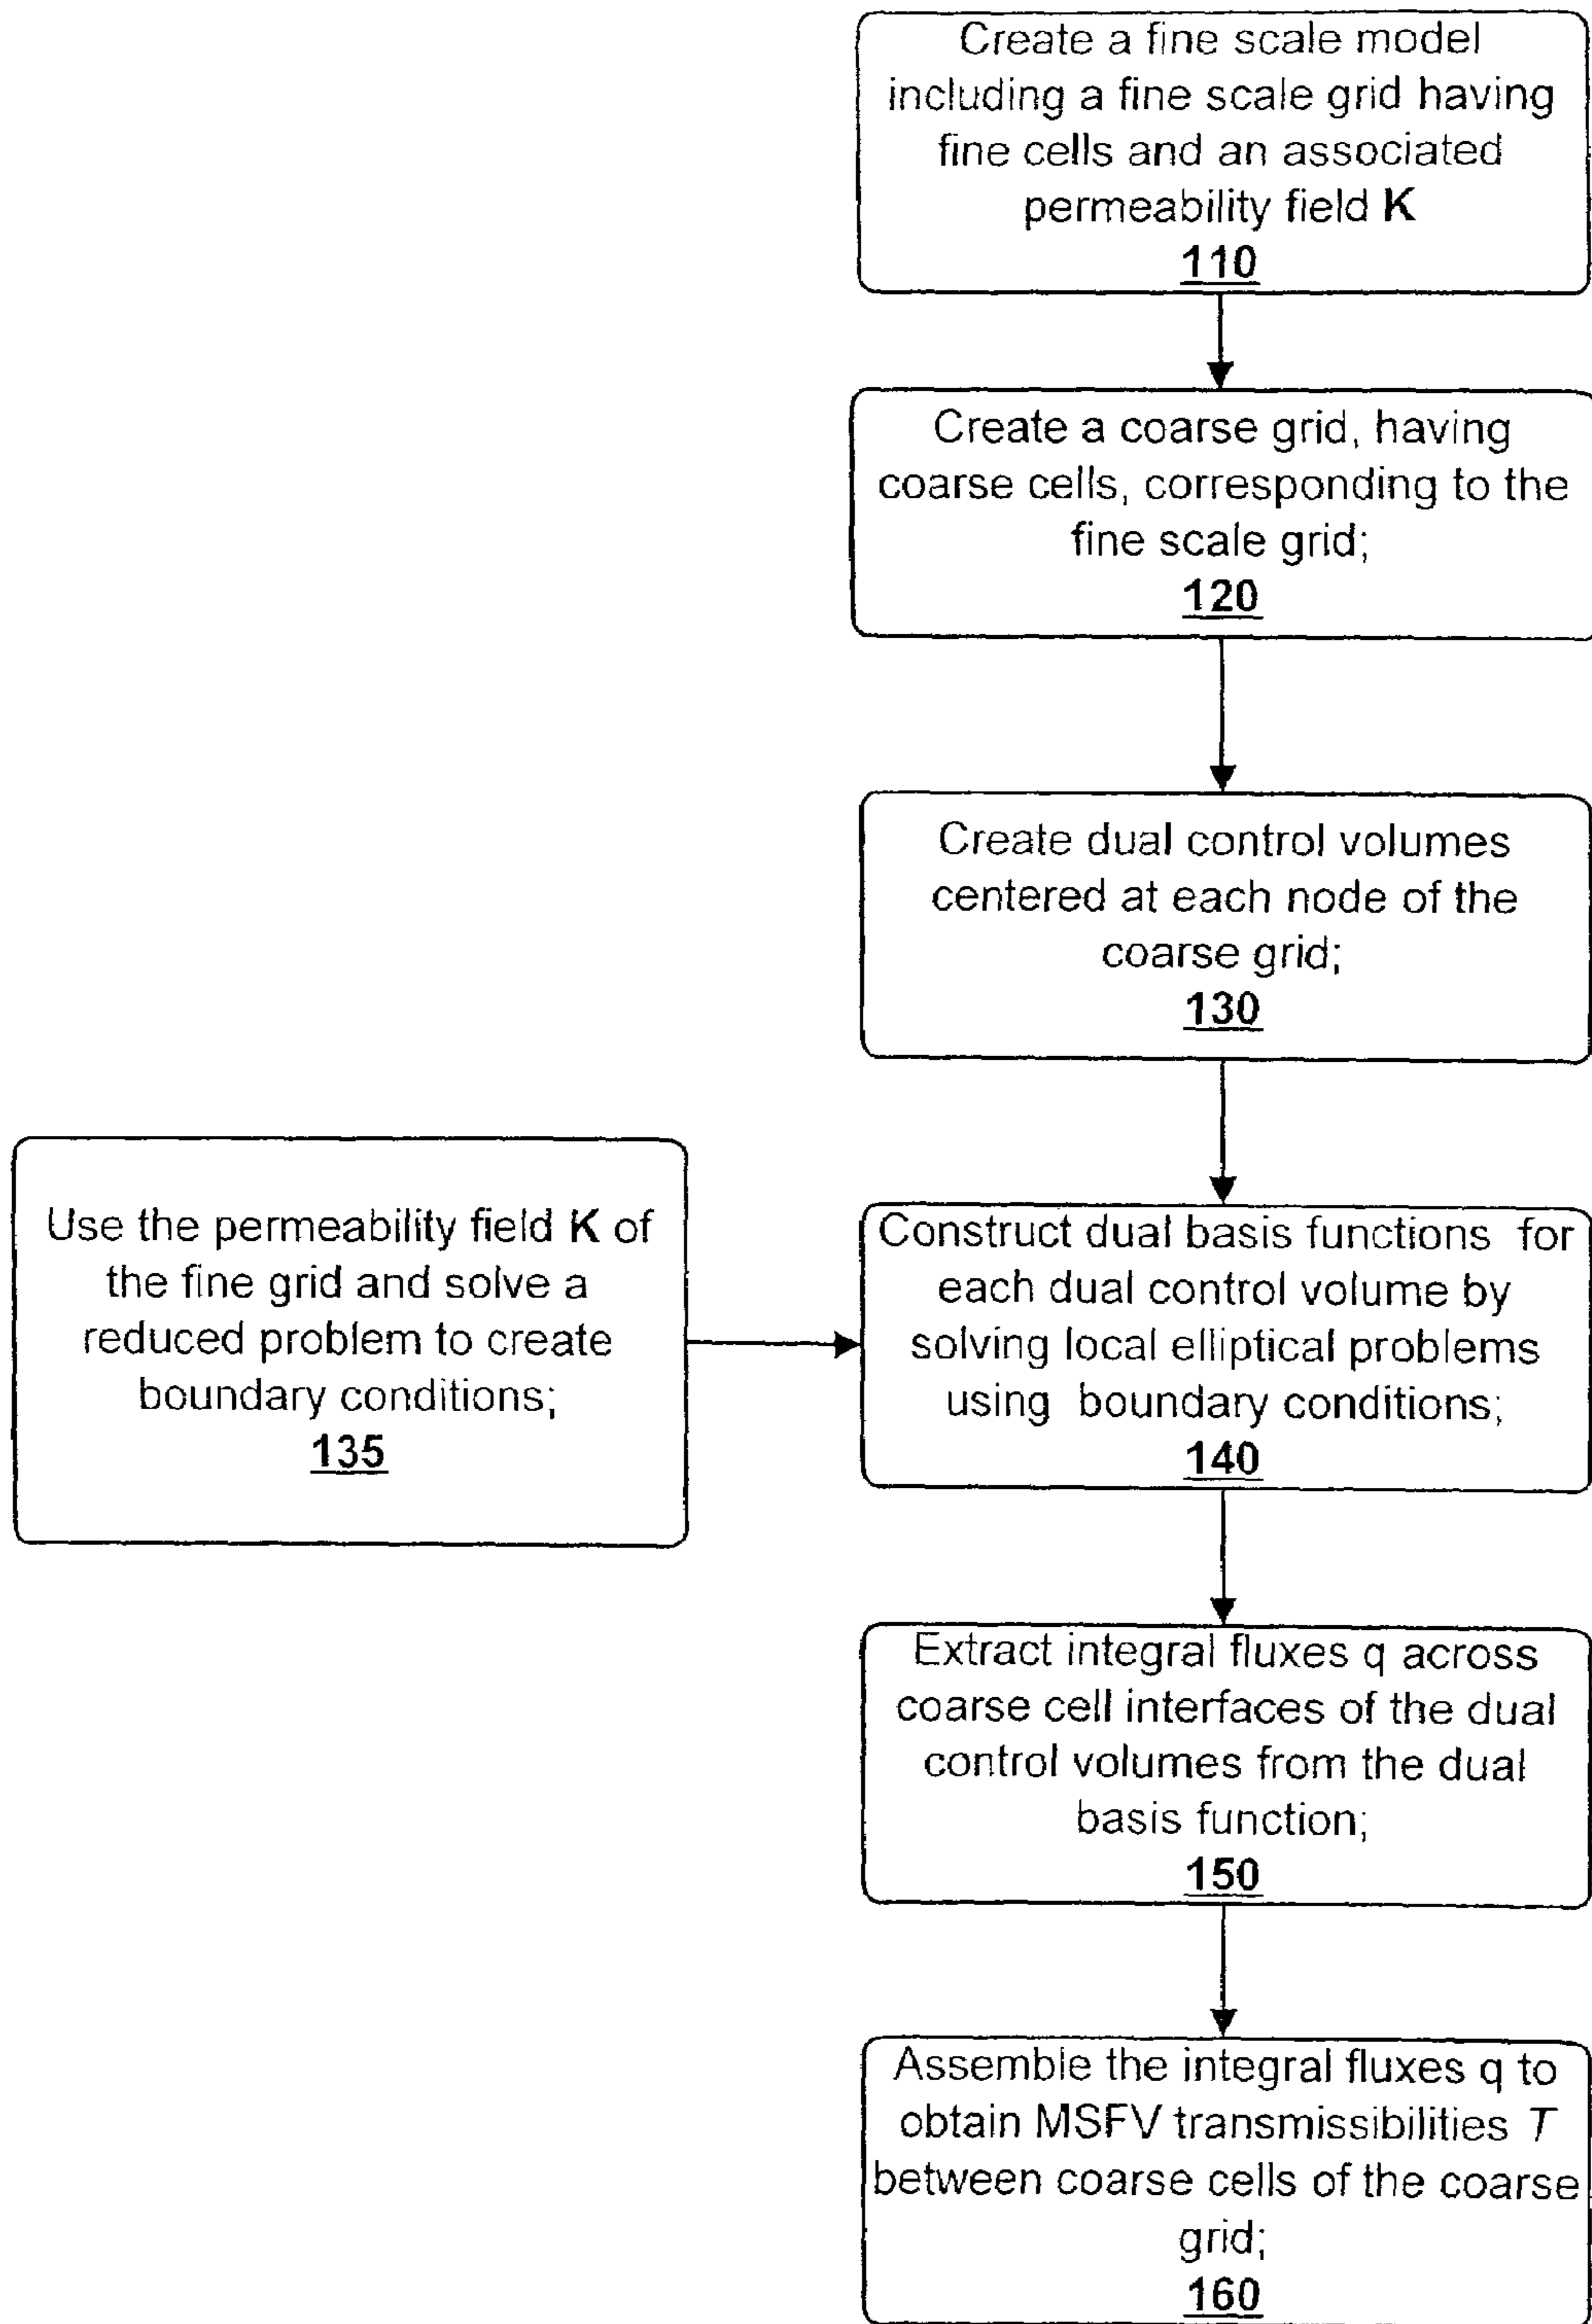 Create a fine scale model
including a fine scale grid having
fine cells and an associated
permeability field K
110
Create a coarse grid, having
coarse cells, corresponding to the
fine scale grid;
120
Create dual control volumes
centered at each node of the
coarse grid;
130
Use the permeability field K of
the fine grid and solve a
reduced problem to create
boundary conditions;
135
Construct dual basis functions for
each dual control volume by
solving local elliptical problems
using boundary conditions;
140
Extract integral fluxes q across
coarse cell interfaces of the dual
control volumes from the dual
basis function;
150
Assemble the integral fluxes q to
obtain MSFV transmissibilities T
between coarse cells of the coarse
grid;
160